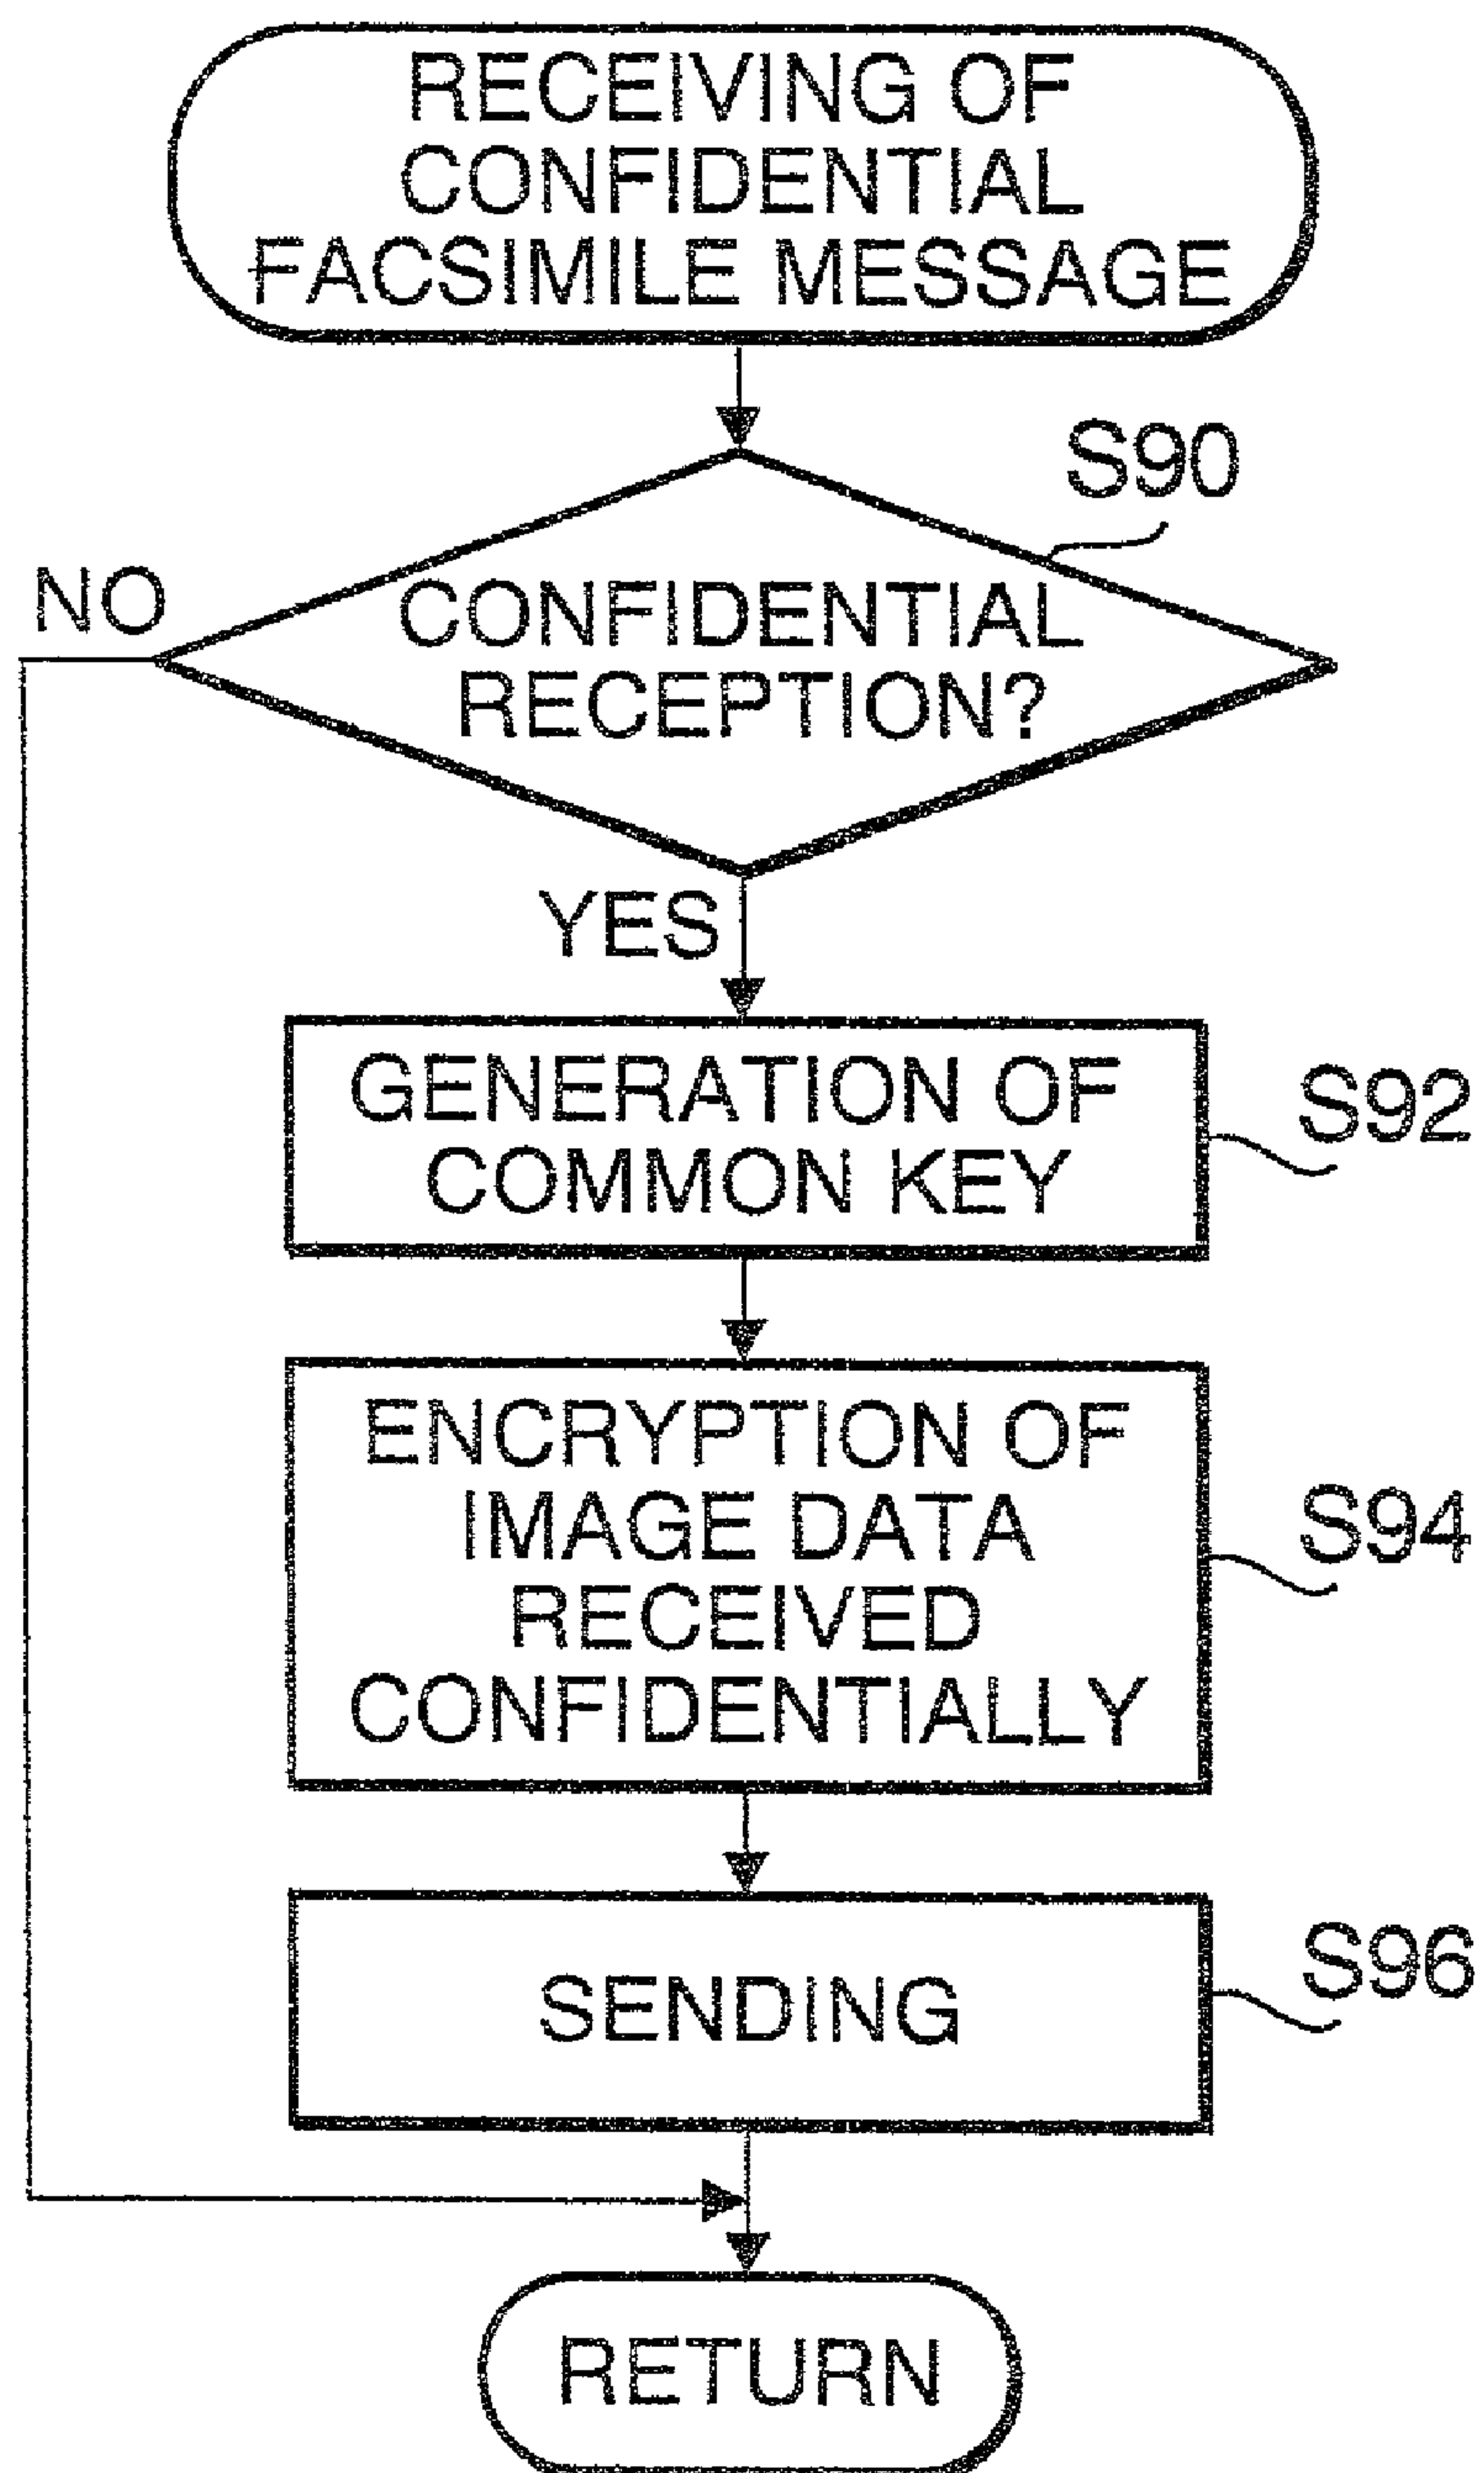 RECEIVING OF
CONFIDENTIAL
FACSIMILE MESSAGE
S90
NO
CONFIDENTIAL
RECEPTION?
YES
GENERATION OF
COMMON KEY
S92
ENCRYPTION OF
IMAGE DATA
RECEIVED
CONFIDENTIALLY
S94
SENDING
S96
RETURN